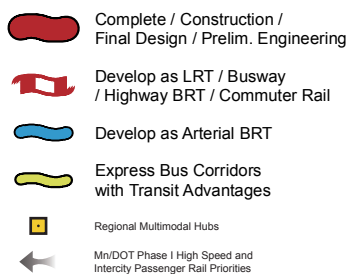 Complete / Construction /
Final Design / Prelim. Engineering
Develop as LRT / Busway
/ Highway BRT / Commuter Rail
Develop as Arterial BRT
Express Bus Corridors
with Transit Advantages
Regional Multimodal Hubs
Mn/DOT Phase I High Speed and
Intercity Passenger Rail Priorities